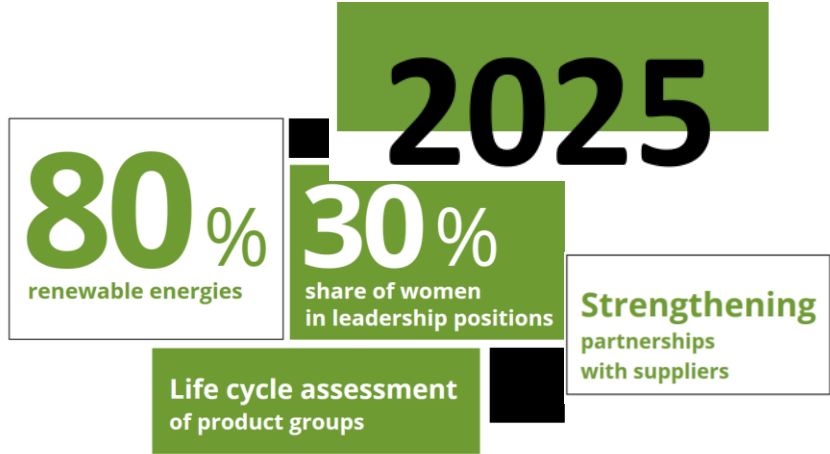 2025
80 %
renewable energies
30 %
share of women
in leadership positions
Strengthening
partnerships
with suppliers
Life cycle assessment
of product groups